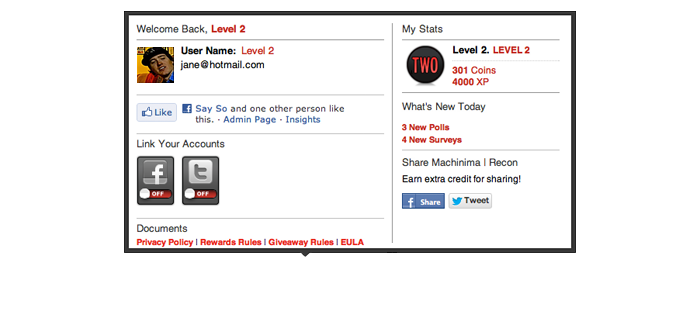 Welcome Back, Level 2
User Name: Level 2
jane@hotmail.com
Like
Say So and one other person like
this. · Admin Page · Insights
Link Your Accounts
f
t
OFF
OFF
Documents
Privacy Policy | Rewards Rules | Giveaway Rules | EULA
My Stats
TWO
Level 2. LEVEL 2
301 Coins
4000 XP
What's New Today
3 New Polls
4 New Surveys
Share Machinima | Recon
Earn extra credit for sharing!
f Share
Tweet